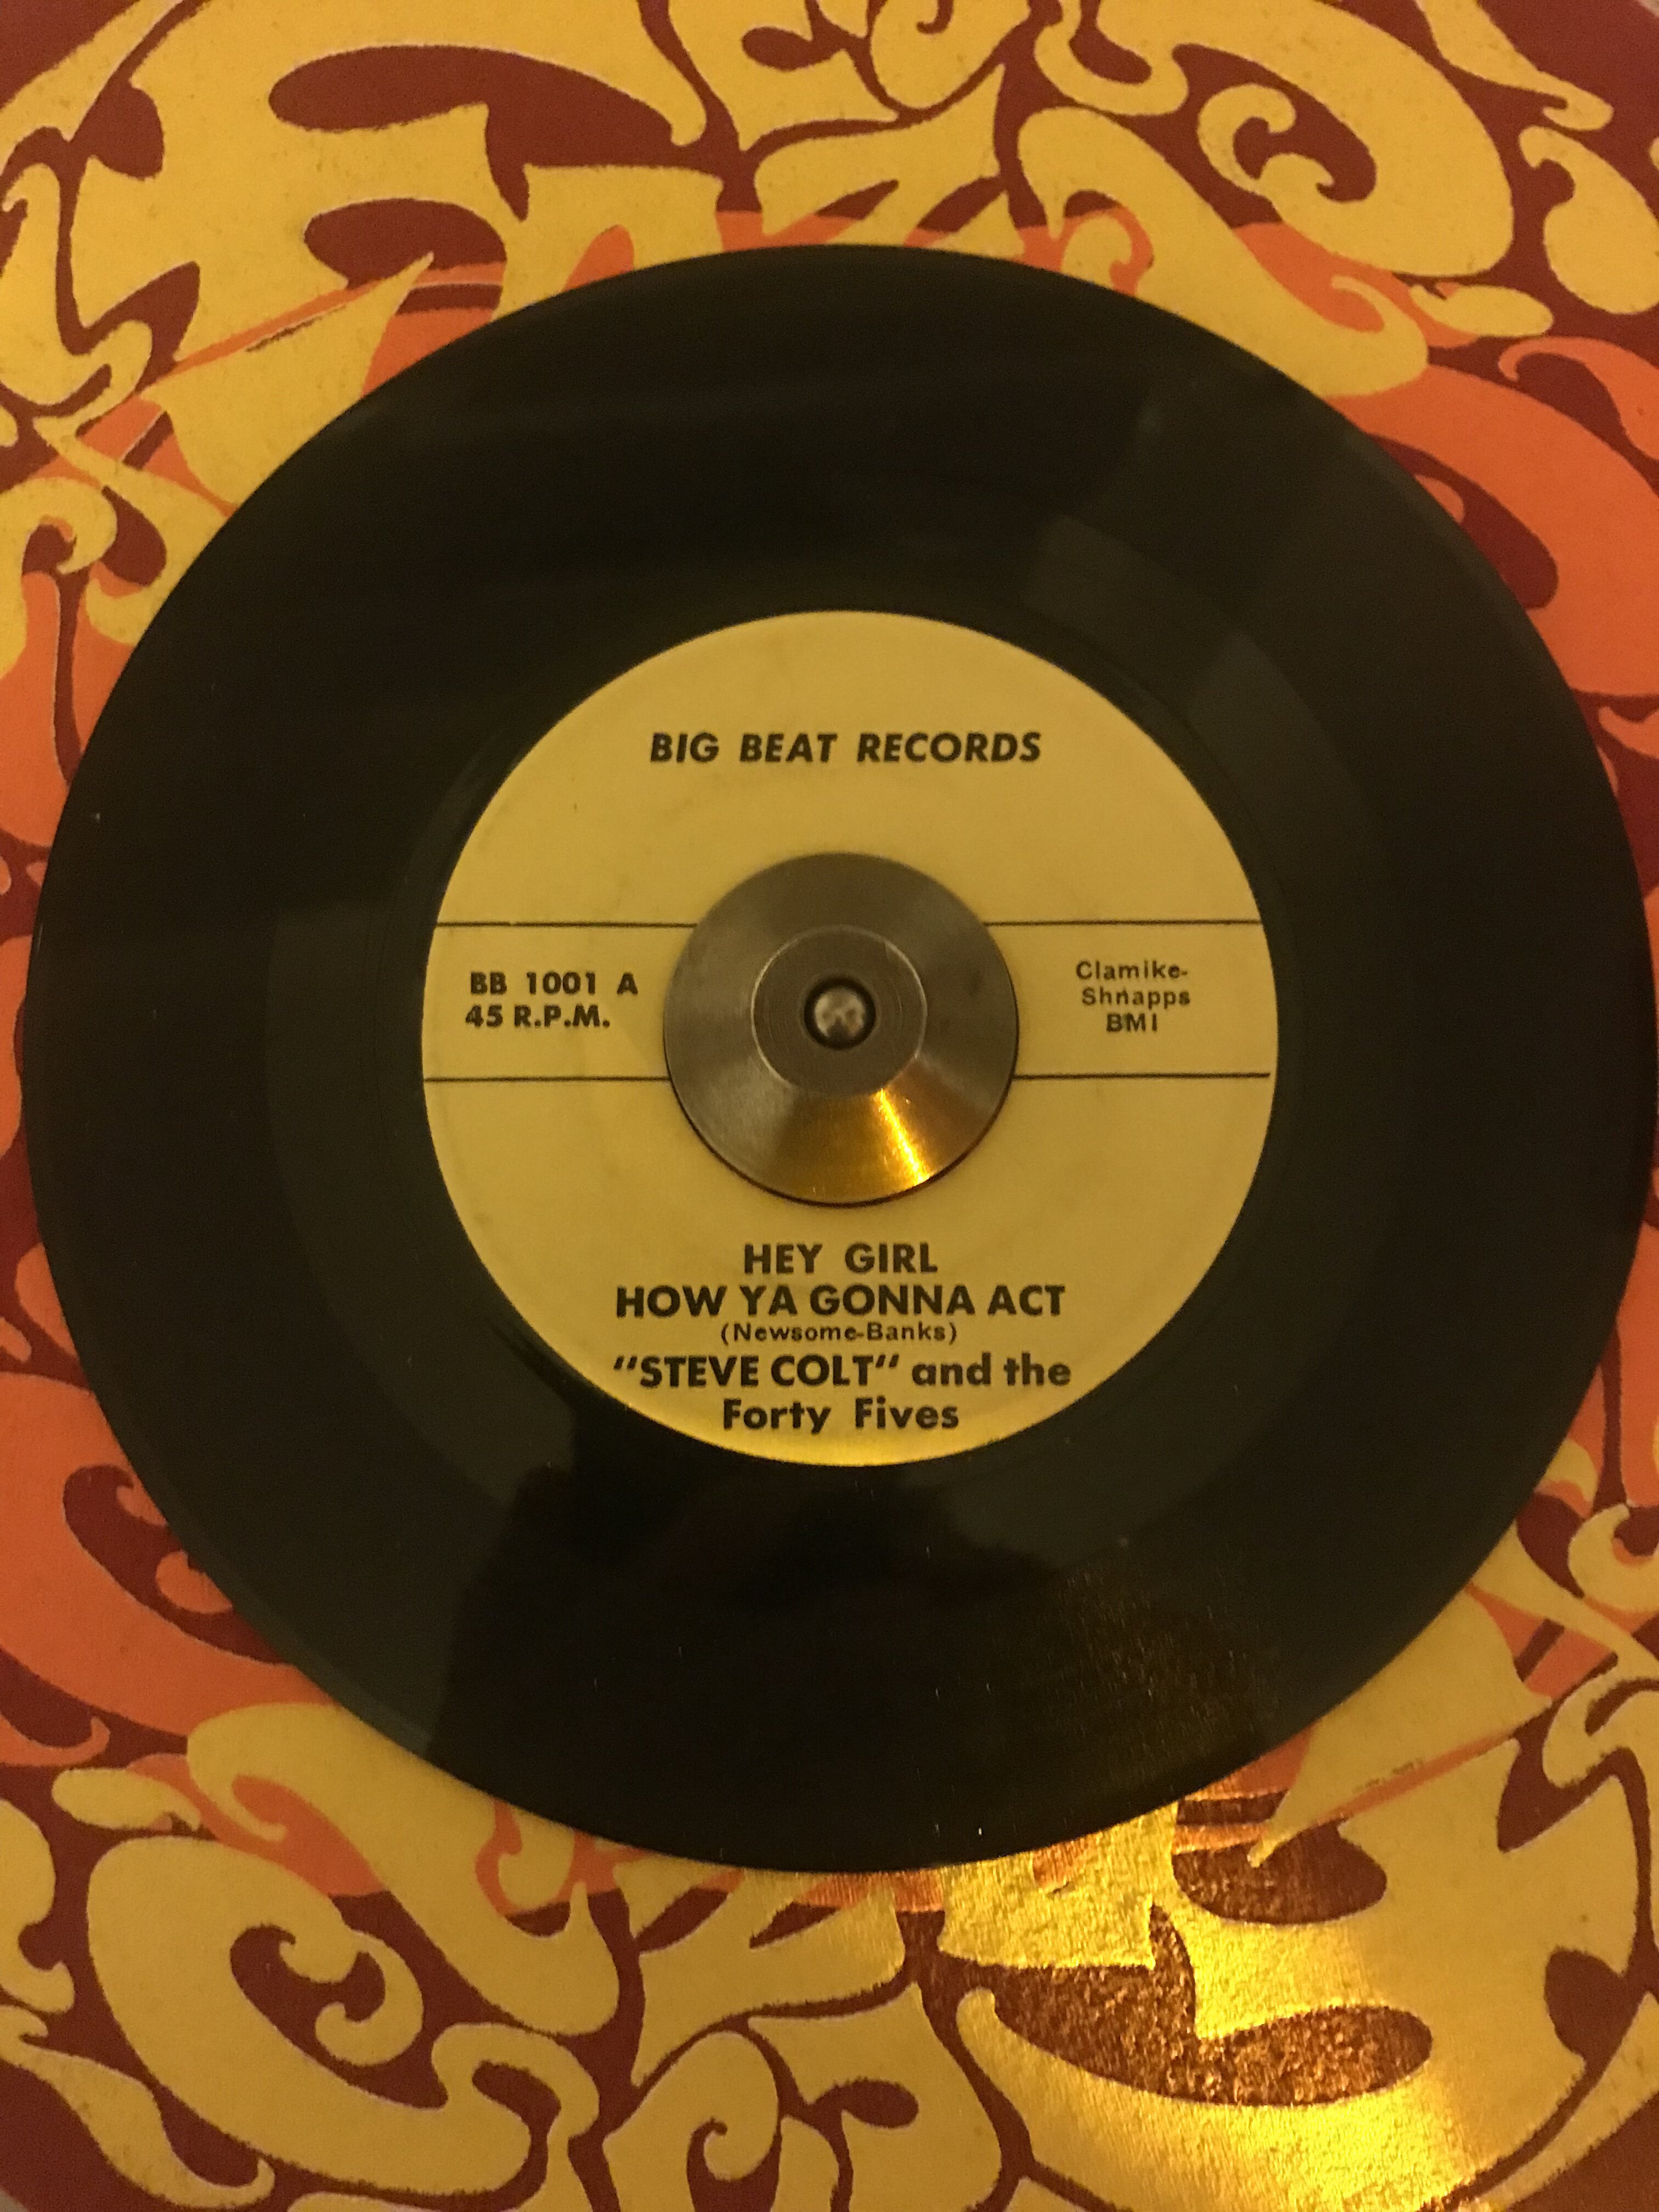 BIG BEAT RECORDS
BB 1001 A
45 R.P.M.
Clamike-
Shnapps
BMI
HEY GIRL
HOW YA GONNA ACT
(Newsome-Banks)
"STEVE COLT" and the
Forty Fives